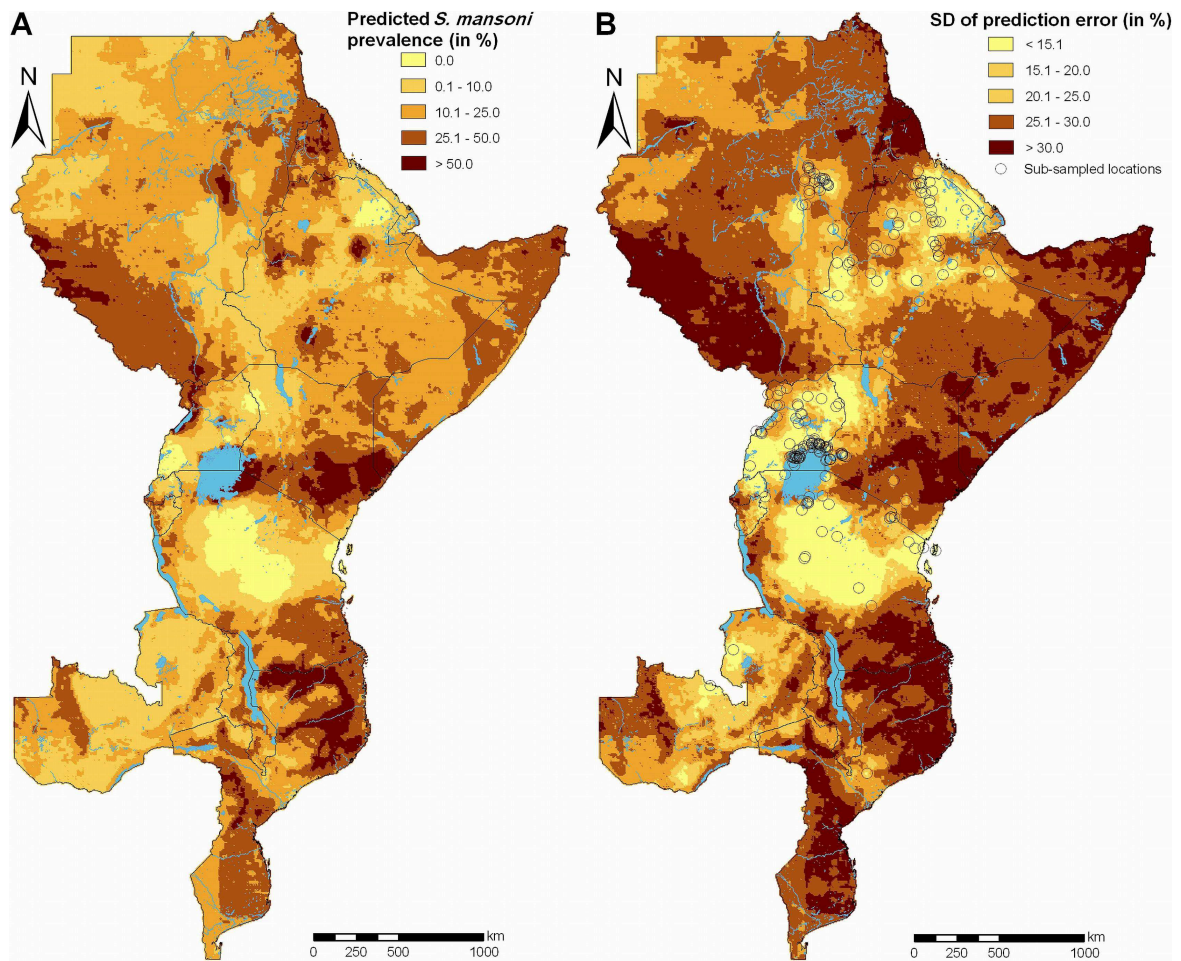 A
Predicted S. mansoni
prevalence (in %)
N
0.0
0.1 - 10.0
10.1 - 25.0
25.1 - 50.0
> 50.0
km
0 250 500 1000
B
SD of prediction error (in %)
N
< 15.1
15.1 - 20.0
20.1 - 25.0
25.1 - 30.0
> 30.0
Sub-sampled locations
km
0 250 500 1000